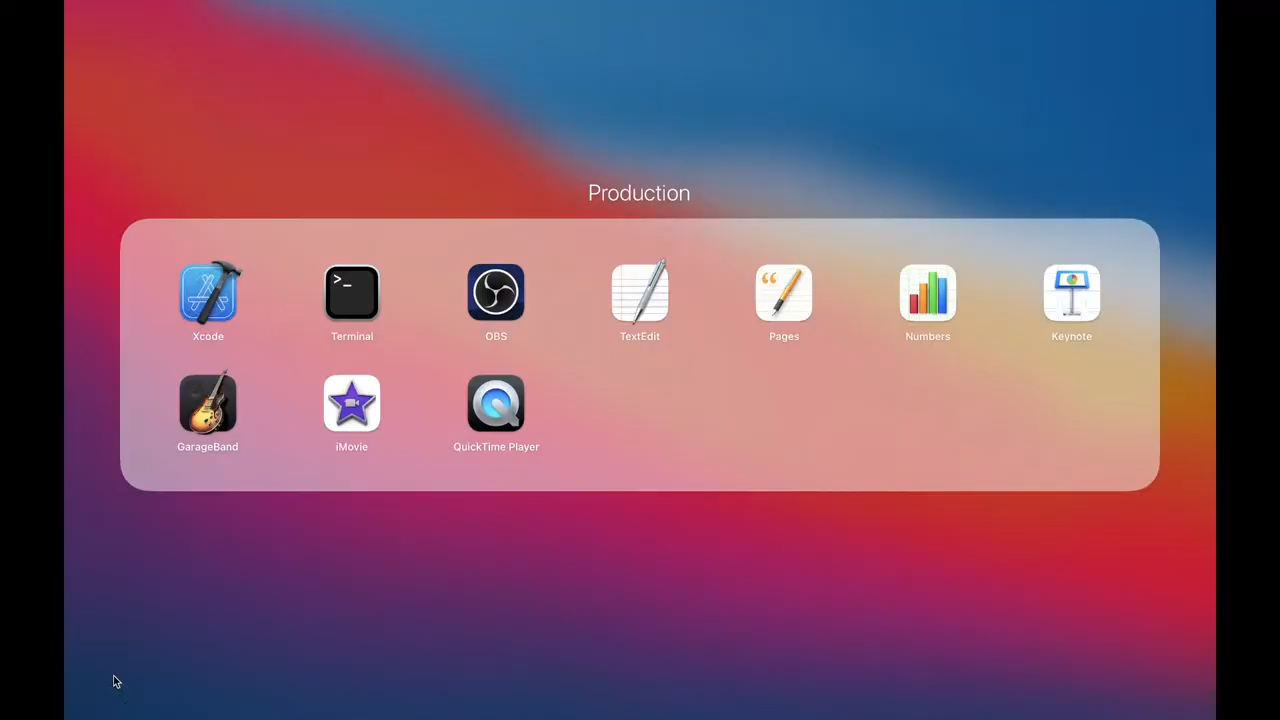 Production
>_
Xcode
Terminal
OBS
TextEdit
Pages
Numbers
Keynote
GarageBand
iMovie
QuickTime Player